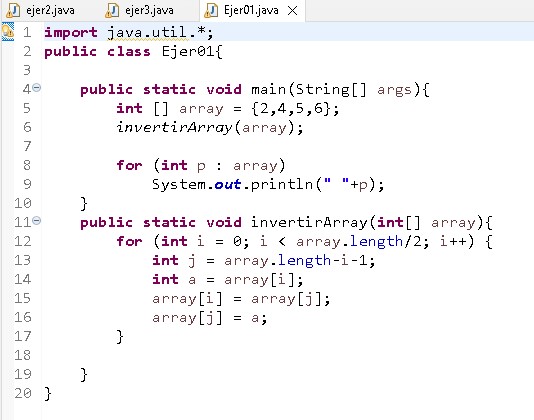 ejer2.java ejer3.java Ejer01.java
1 import java.util.*;
2 public class Ejer01{
3
4 public static void main(String[] args){
5 int [] array = {2,4,5,6};
6 invertirArray(array);
7
8 for (int p : array)
9 System.out.println(" "+p);
10 }
11 public static void invertirArray(int[] array){
12 for (int i = 0; i < array.length/2; i++) {
13 int j = array.length-i-1;
14 int a = array[i];
15 array[i] = array[j];
16 array[j] = a;
17 }
18
19 }
20 }